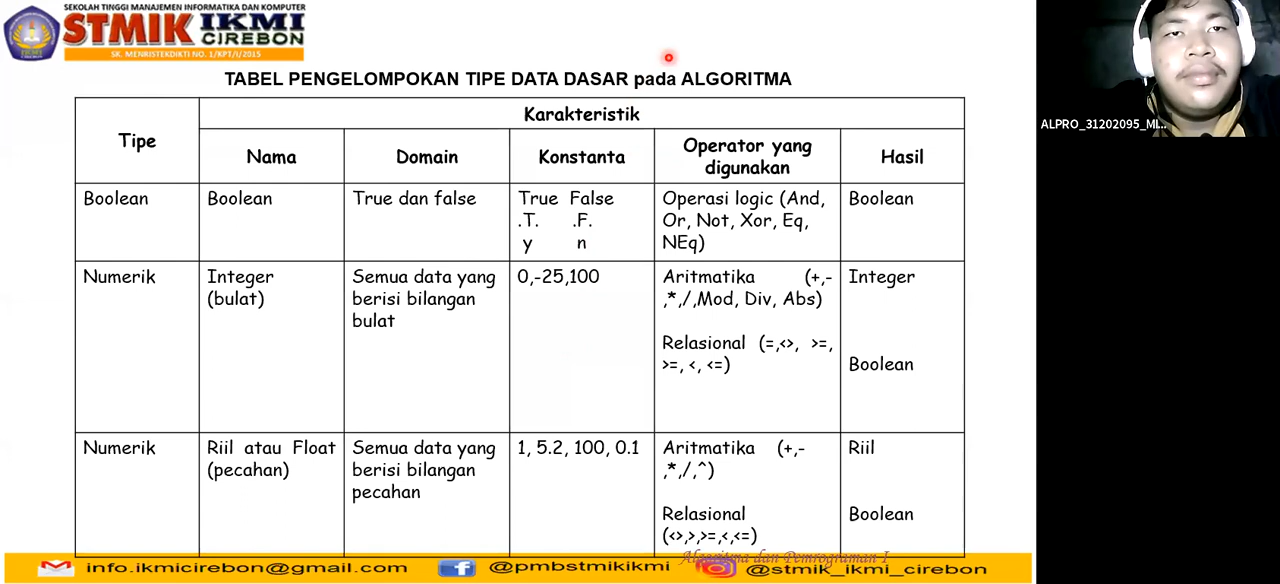 SEKOLAH TINGGI MANAJEMEN INFORMATIKA DAN KOMPUTER
STMIK IKMI
CIREBON
SK. MENRISTEKDIKTI NO. 1/KPT/I/2015
TABEL PENGELOMPOKAN TIPE DATA DASAR pada ALGORITMA
Tipe
Karakteristik
Nama
Domain
Konstanta
Operator yang
digunakan
Hasil
Boolean
Boolean
True dan false
True False
.T. .F.
y n
Operasi logic (And,
Or, Not, Xor, Eq,
NEq)
Boolean
Numerik
Integer
(bulat)
Semua data yang
berisi bilangan
bulat
0,-25,100
Aritmatika (+,-
,*,/,Mod, Div, Abs)
Relasional (=,<>, >=,
>=, <, <=)
Integer
Boolean
Numerik
Riil atau Float
(pecahan)
Semua data yang
berisi bilangan
pecahan
1, 5.2, 100, 0.1
Aritmatika (+,-
,*,/,^)
Relasional
(<>,>,>=,<,<=)
Riil
Boolean
Algoritma dan Pemrograman I
info.ikmicirebon@gmail.com
@pmbstmikikmi
@stmik_ikmi_cirebon
ALPRO_31202095_MI...